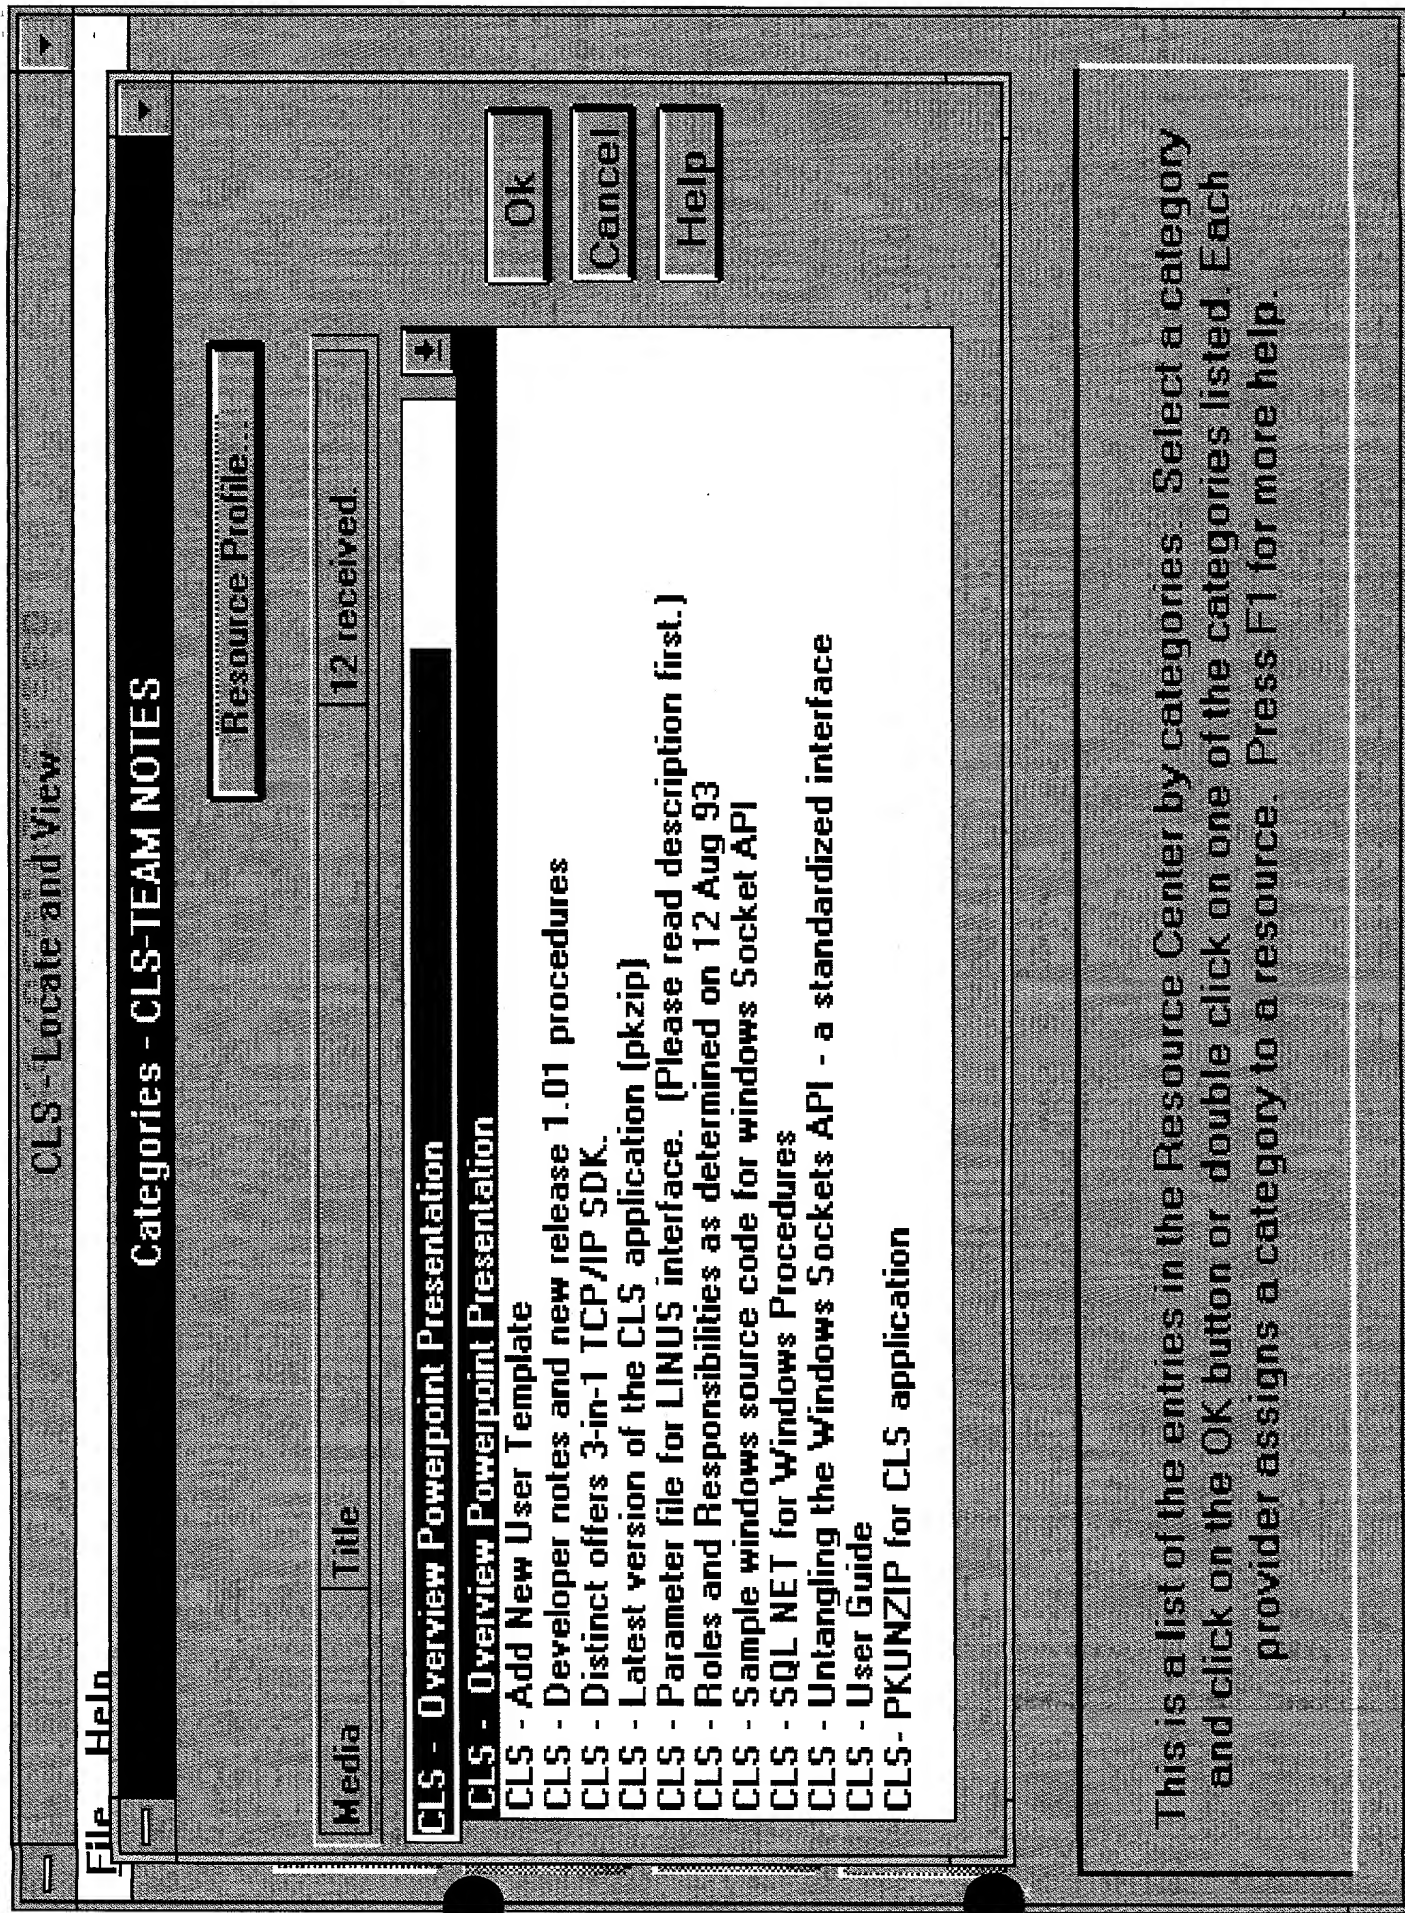 CLS - Locate and View
File Help
Categories - CLS-TEAM NOTES
Resource Profile...
Media Title 12 received.
CLS - Overview Powerpoint Presentation
CLS - Overview Powerpoint Presentation
CLS - Add New User Template
CLS - Developer notes and new release 1.01 procedures
CLS - Distinct offers 3-in-1 TCP/IP SDK.
CLS - Latest version of the CLS application (pkzip)
CLS - Parameter file for LINUS interface. (Please read description first.)
CLS - Roles and Responsibilities as determined on 12 Aug 93
CLS - Sample windows source code for windows Socket API
CLS - SQL NET for Windows Procedures
CLS - Untangling the Windows Sockets API - a standardized interface
CLS - User Guide
CLS- PKUNZIP for CLS application
Ok
Cancel
Help
This is a list of the entries in the Resource Center by categories. Select a category
and click on the OK button or double click on one of the categories listed. Each
provider assigns a category to a resource. Press F1 for more help.